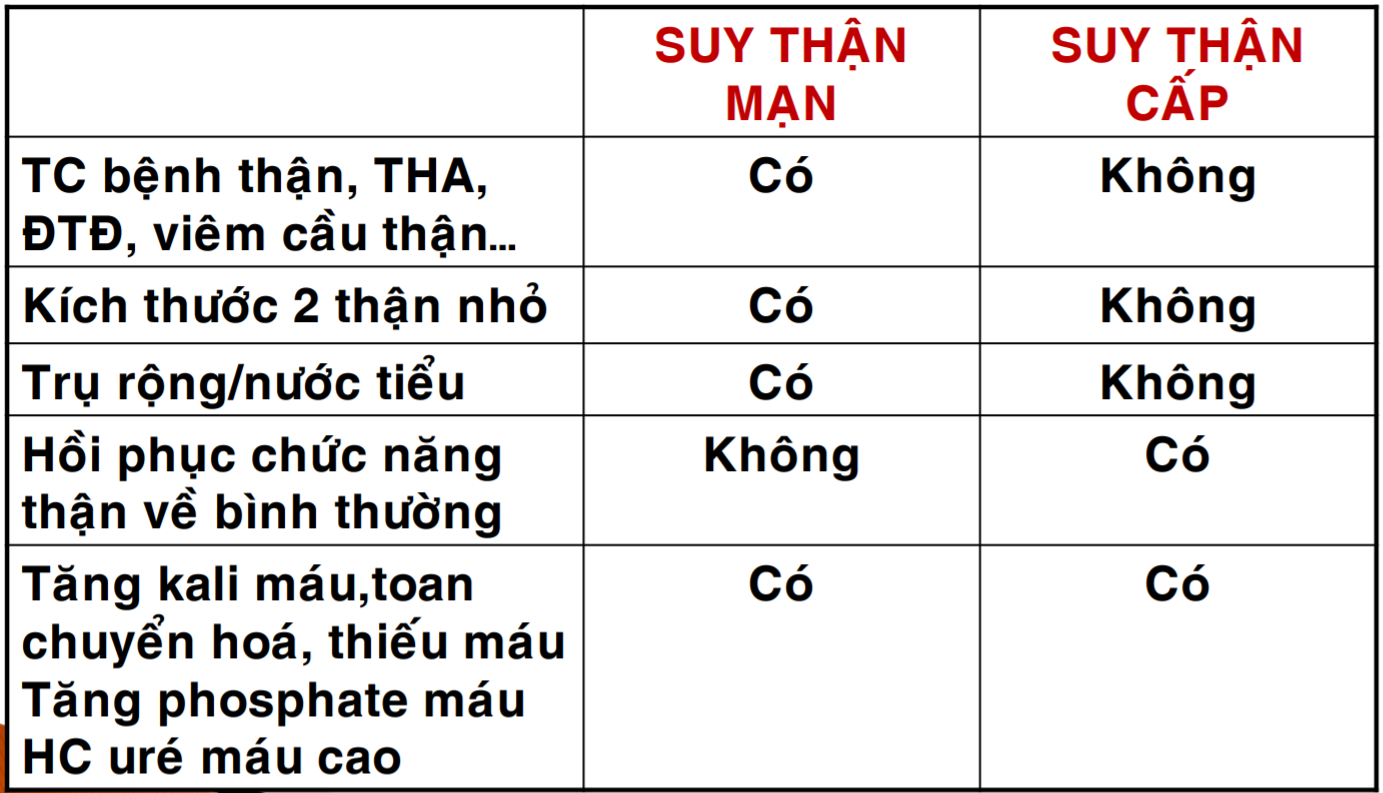 SUY THẬN
MẠN
SUY THẬN
CẤP
TC bệnh thận, THA,
ĐTĐ, viêm cầu thận...
Có
Không
Kích thước 2 thận nhỏ
Có
Không
Trụ rộng/nước tiểu
Có
Không
Hồi phục chức năng
thận về bình thường
Không
Có
Tăng kali máu,toan
chuyển hoá, thiếu máu
Tăng phosphate máu
HC uré máu cao
Có
Có